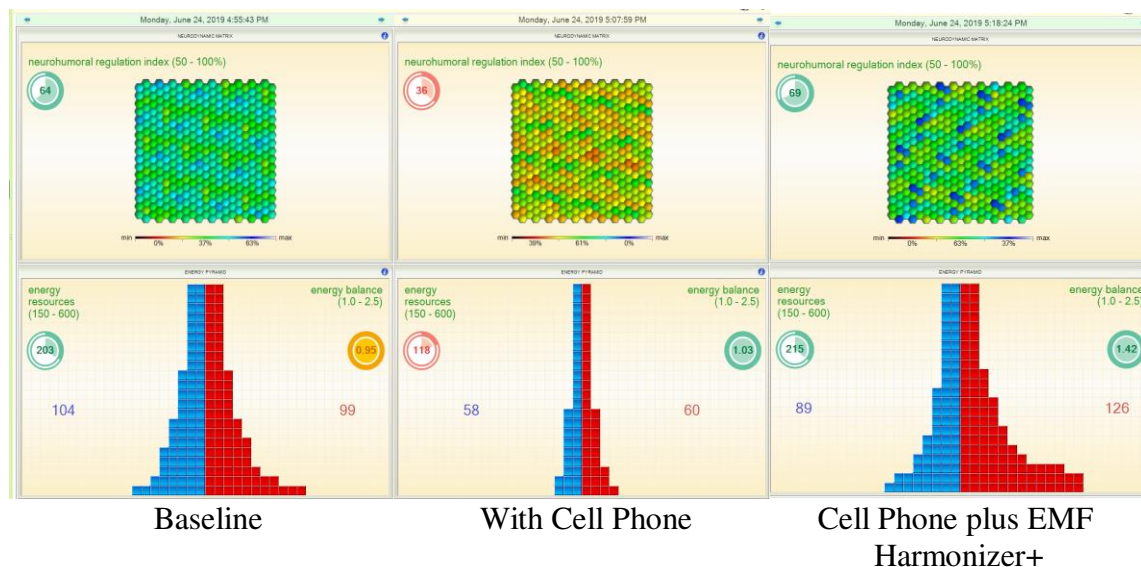 Monday, June 24, 2019 4:55:43 PM
NEURODYNAMIC MATRIX
neurohumoral regulation index (50 - 100%)
64
min 0% 37% 63% max
ENERGY PYRAMID
energy resources (150 - 600)
energy balance (1.0 - 2.5)
203
0.95
104
99
Baseline
Monday, June 24, 2019 5:07:59 PM
NEURODYNAMIC MATRIX
neurohumoral regulation index (50 - 100%)
36
min 39% 61% 0% max
ENERGY PYRAMID
energy resources (150 - 600)
energy balance (1.0 - 2.5)
118
1.03
58
60
With Cell Phone
Monday, June 24, 2019 5:18:24 PM
NEURODYNAMIC MATRIX
neurohumoral regulation index (50 - 100%)
69
min 0% 63% 37% max
ENERGY PYRAMID
energy resources (150 - 600)
energy balance (1.0 - 2.5)
215
1.42
89
126
Cell Phone plus EMF
Harmonizer+